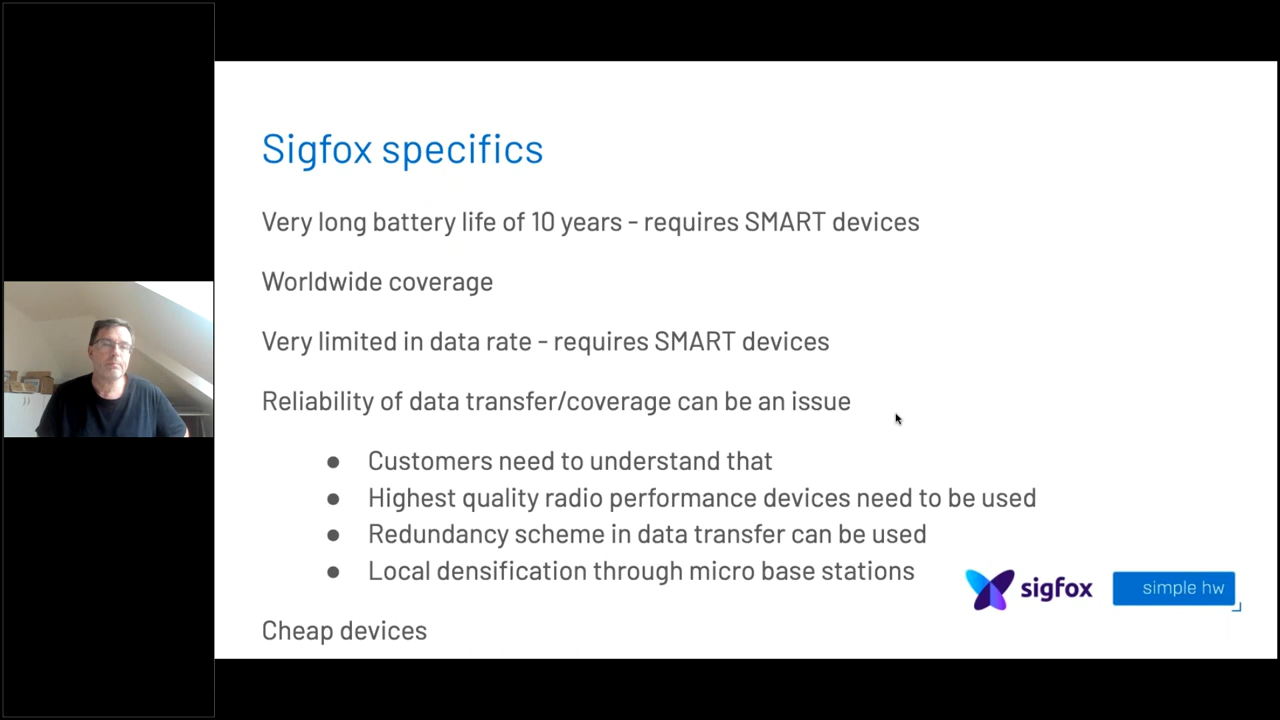 Sigfox specifics
Very long battery life of 10 years - requires SMART devices
Worldwide coverage
Very limited in data rate - requires SMART devices
Reliability of data transfer/coverage can be an issue
● Customers need to understand that
● Highest quality radio performance devices need to be used
● Redundancy scheme in data transfer can be used
● Local densification through micro base stations
sigfox
simple hw
Cheap devices